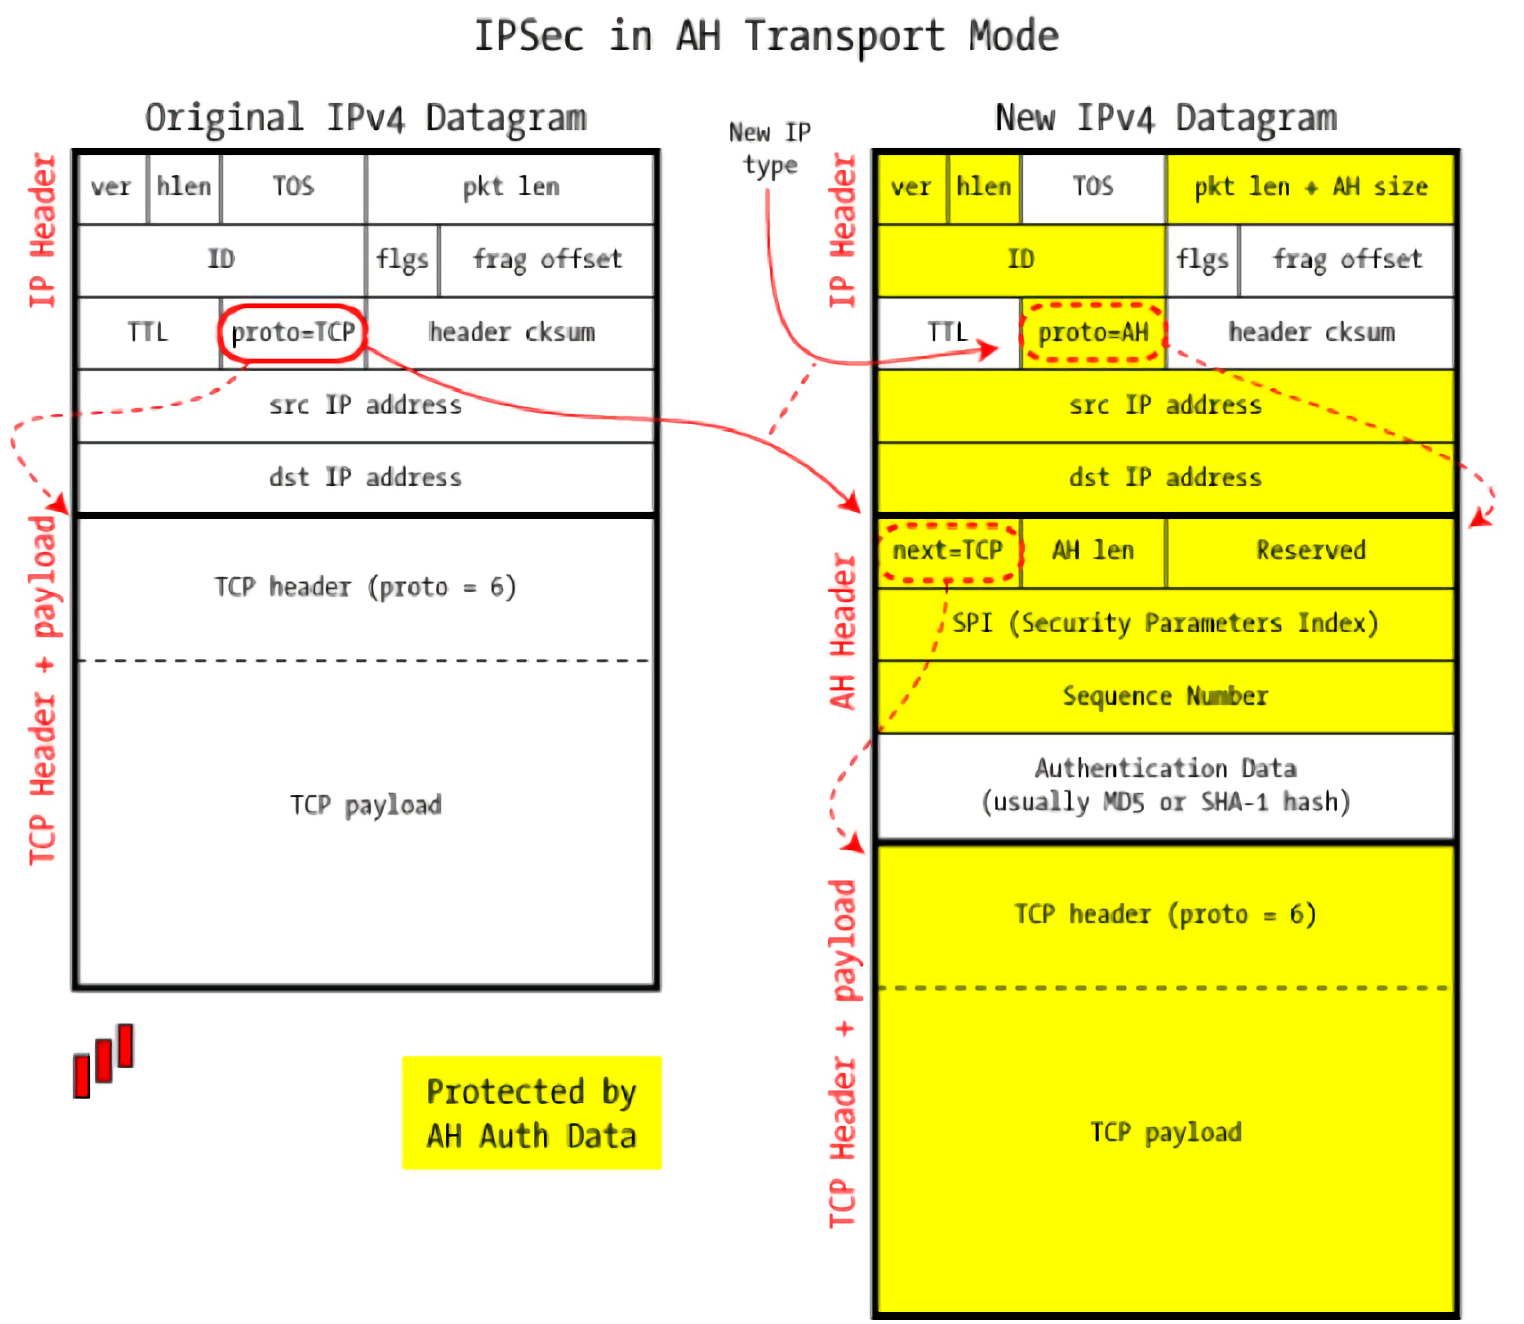 IPSec in AH Transport Mode
Original IPv4 Datagram
IP Header
ver hlen TOS pkt len
ID flgs frag offset
TTL proto=TCP header cksum
src IP address
dst IP address
TCP Header + payload
TCP header (proto = 6)
TCP payload
New IP
type
New IPv4 Datagram
IP Header
ver hlen TOS pkt len + AH size
ID flgs frag offset
TTL proto=AH header cksum
src IP address
dst IP address
AH Header
next=TCP AH len Reserved
SPI (Security Parameters Index)
Sequence Number
Authentication Data
(usually MD5 or SHA-1 hash)
TCP Header + payload
TCP header (proto = 6)
TCP payload
Protected by
AH Auth Data